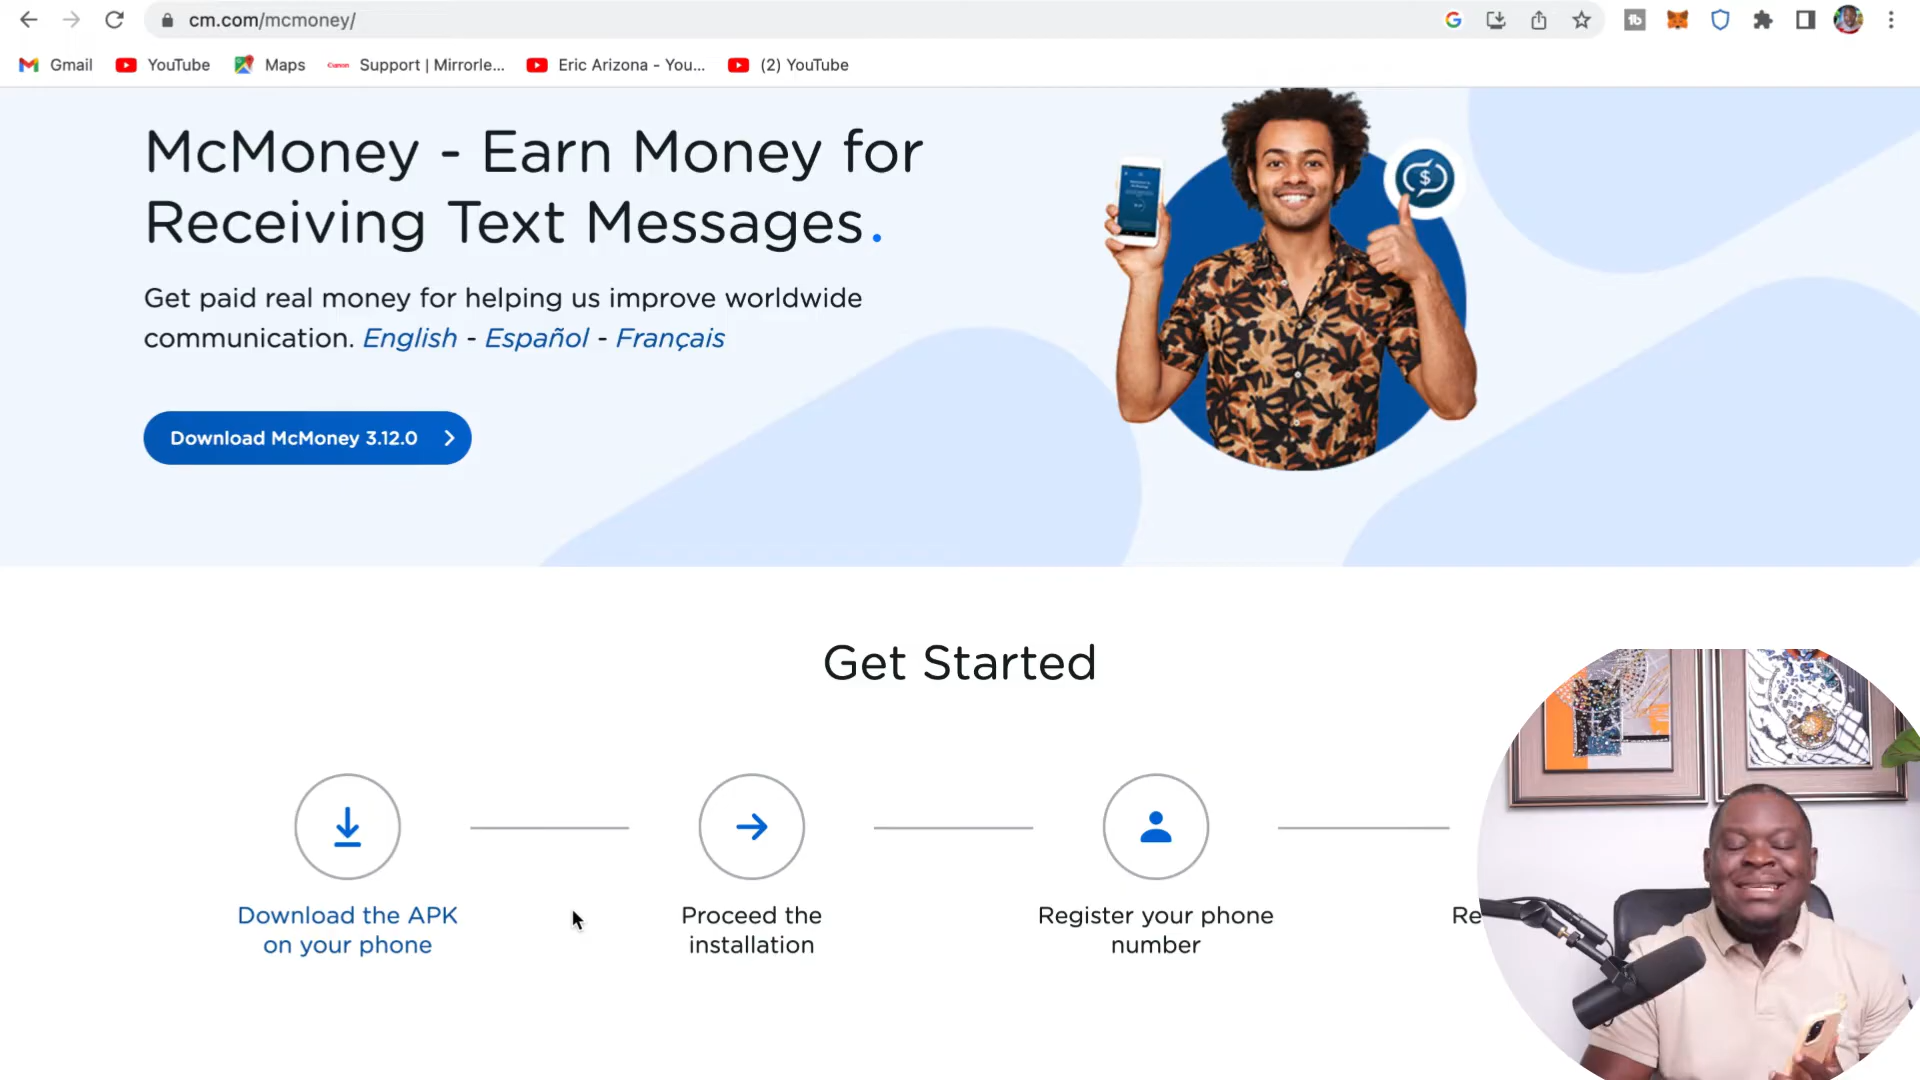 cm.com/mcmoney/
Gmail YouTube Maps Canon Support | Mirrorle... Eric Arizona - You... (2) YouTube
McMoney - Earn Money for
Receiving Text Messages.
Get paid real money for helping us improve worldwide
communication. English - Español - Français
Download McMoney 3.12.0
$
Get Started
Download the APK
on your phone
Proceed the
installation
Register your phone
number
Re